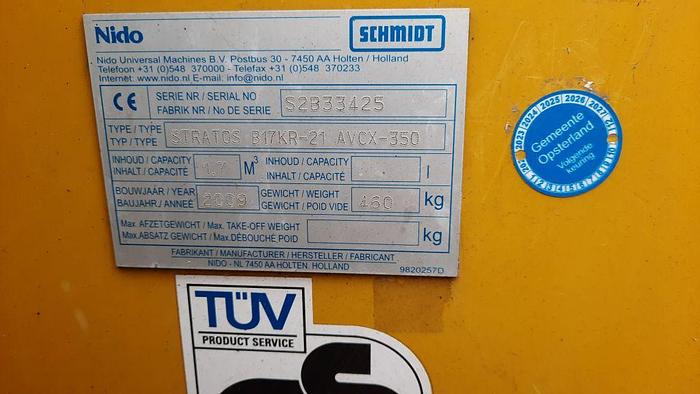 Nido
SCHMIDT
Nido Universal Machines B.V. Postbus 30 - 7450 AA Holten / Holland
Telefoon +31 (0)548 370000 - Telefax +31 (0)548 370233
Internet: www.nido.nl E-mail: info@nido.nl
CE
SERIE NR / SERIAL NO
FABRIK NR / No DE SERIE
S2B33425
TYPE / TYPE
TYP / TYPE
STRATOS B17KR-21 AVCX-350
INHOUD / CAPACITY
INHALT / CAPACITÉ
1,7 M³
INHOUD / CAPACITY
INHALT / CAPACITÉ
l
BOUWJAAR / YEAR
BAUJAHR / ANNEÉ
2009
GEWICHT / WEIGHT
GEWICHT / POID VIDE
460 kg
Max. AFZETGEWICHT / Max. TAKE-OFF WEIGHT
Max. ABSATZ GEWICHT / Max. DÉBOUCHÉ POID
kg
FABRIKANT / MANUFACTURER / HERSTELLER / FABRICANT
NIDO - NL 7450 AA HOLTEN. HOLLAND
9820257D
2023 2024 2025 2026
Gemeente
Opsterland
Volgende
keuring
TÜV
PRODUCT SERVICE